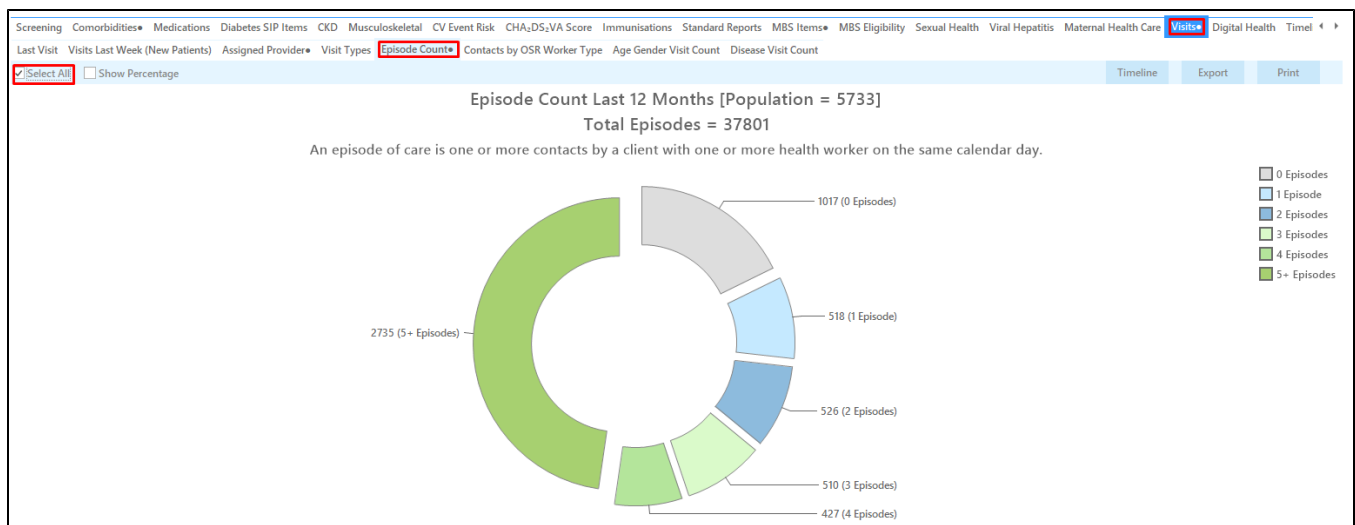 Screening Comorbidities● Medications Diabetes SIP Items CKD Musculoskeletal CV Event Risk CHA₂DS₂VA Score Immunisations Standard Reports MBS Items● MBS Eligibility Sexual Health Viral Hepatitis Maternal Health Care Visits● Digital Health Timel
Last Visit Visits Last Week (New Patients) Assigned Provider● Visit Types Episode Count● Contacts by OSR Worker Type Age Gender Visit Count Disease Visit Count
Select All Show Percentage Timeline Export Print
Episode Count Last 12 Months [Population = 5733]
Total Episodes = 37801
An episode of care is one or more contacts by a client with one or more health worker on the same calendar day.
0 Episodes
1 Episode
2 Episodes
3 Episodes
4 Episodes
5+ Episodes
1017 (0 Episodes)
518 (1 Episode)
2735 (5+ Episodes)
526 (2 Episodes)
510 (3 Episodes)
427 (4 Episodes)